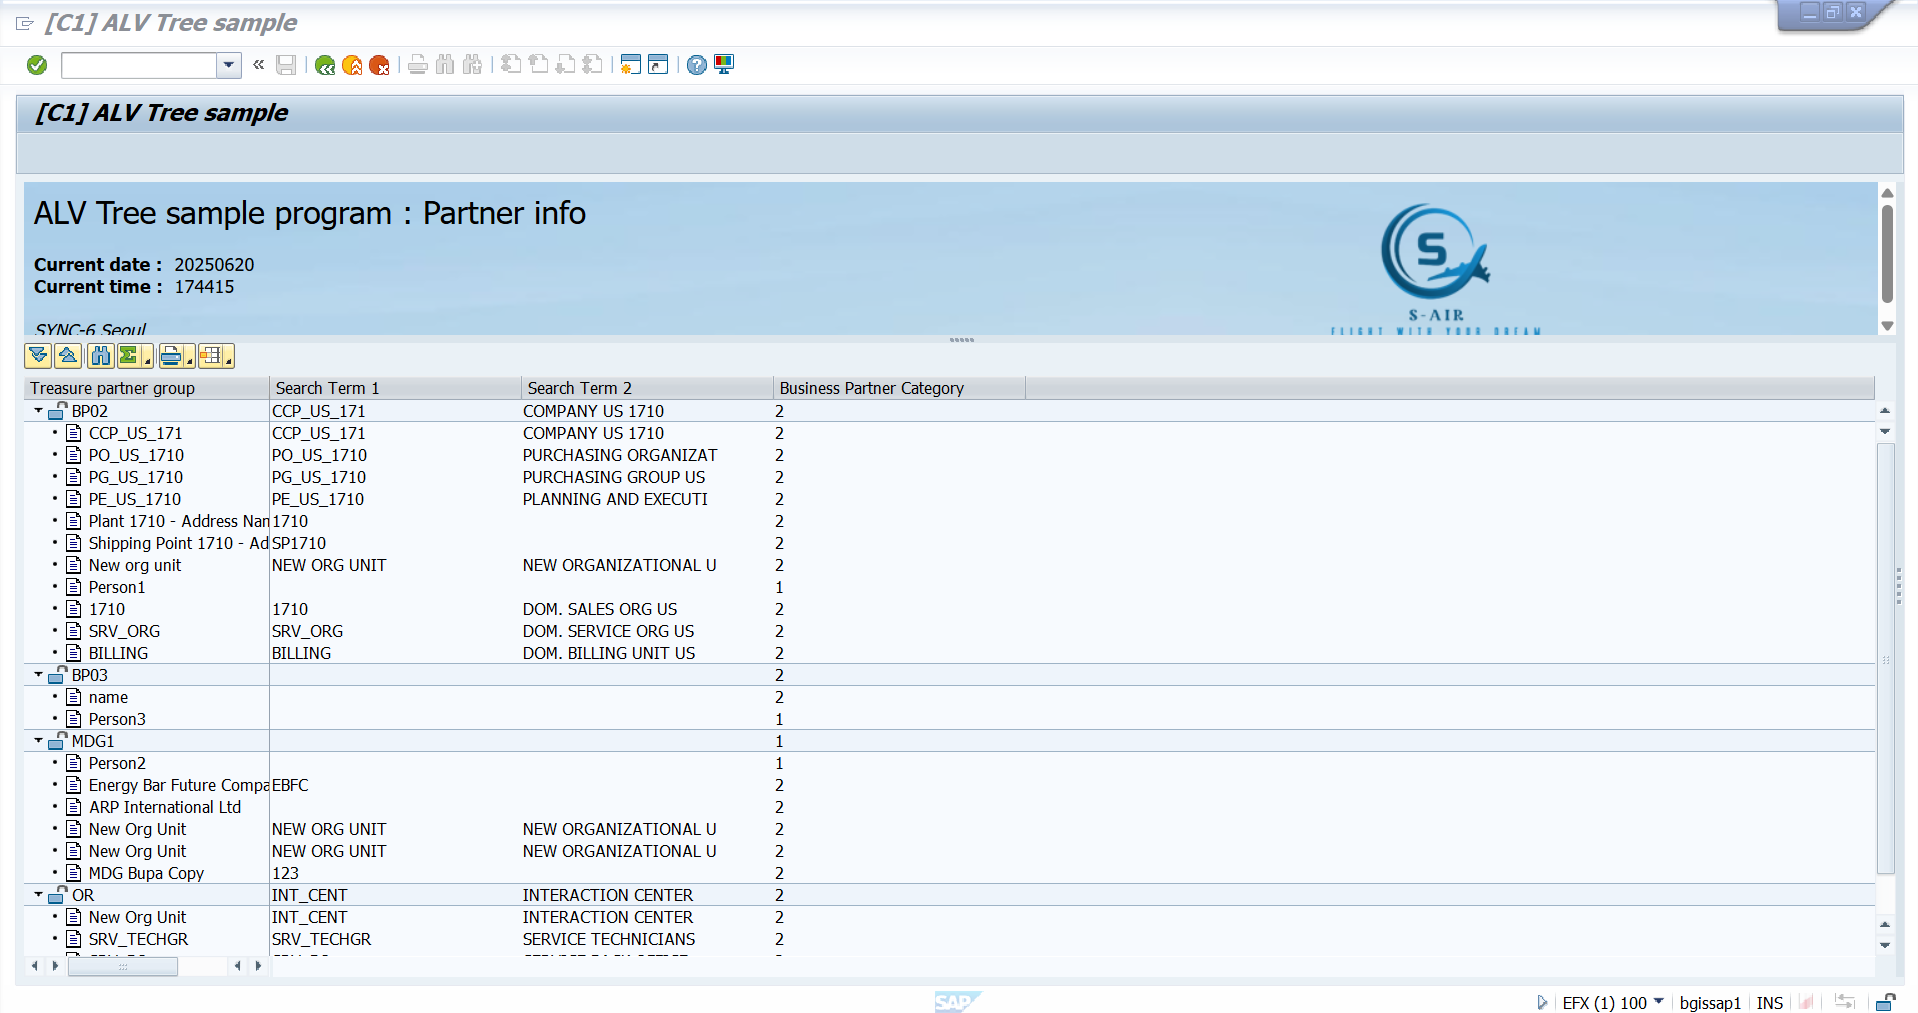 [C1] ALV Tree sample
[C1] ALV Tree sample
ALV Tree sample program : Partner info
Current date : 20250620
Current time : 174415
SYNC-6 Seoul
S
S-AIR
FLIGHT WITH YOUR DREAM
Treasure partner group Search Term 1 Search Term 2 Business Partner Category
BP02 CCP_US_171 COMPANY US 1710 2
CCP_US_171 CCP_US_171 COMPANY US 1710 2
PO_US_1710 PO_US_1710 PURCHASING ORGANIZAT 2
PG_US_1710 PG_US_1710 PURCHASING GROUP US 2
PE_US_1710 PE_US_1710 PLANNING AND EXECUTI 2
Plant 1710 - Address Nan 1710 2
Shipping Point 1710 - Ad SP1710 2
New org unit NEW ORG UNIT NEW ORGANIZATIONAL U 2
Person1 1
1710 1710 DOM. SALES ORG US 2
SRV_ORG SRV_ORG DOM. SERVICE ORG US 2
BILLING BILLING DOM. BILLING UNIT US 2
BP03 2
name 2
Person3 1
MDG1 1
Person2 1
Energy Bar Future Compa EBFC 2
ARP International Ltd 2
New Org Unit NEW ORG UNIT NEW ORGANIZATIONAL U 2
New Org Unit NEW ORG UNIT NEW ORGANIZATIONAL U 2
MDG Bupa Copy 123 2
OR INT_CENT INTERACTION CENTER 2
New Org Unit INT_CENT INTERACTION CENTER 2
SRV_TECHGR SRV_TECHGR SERVICE TECHNICIANS 2
SAP EFX (1) 100 bgissap1 INS